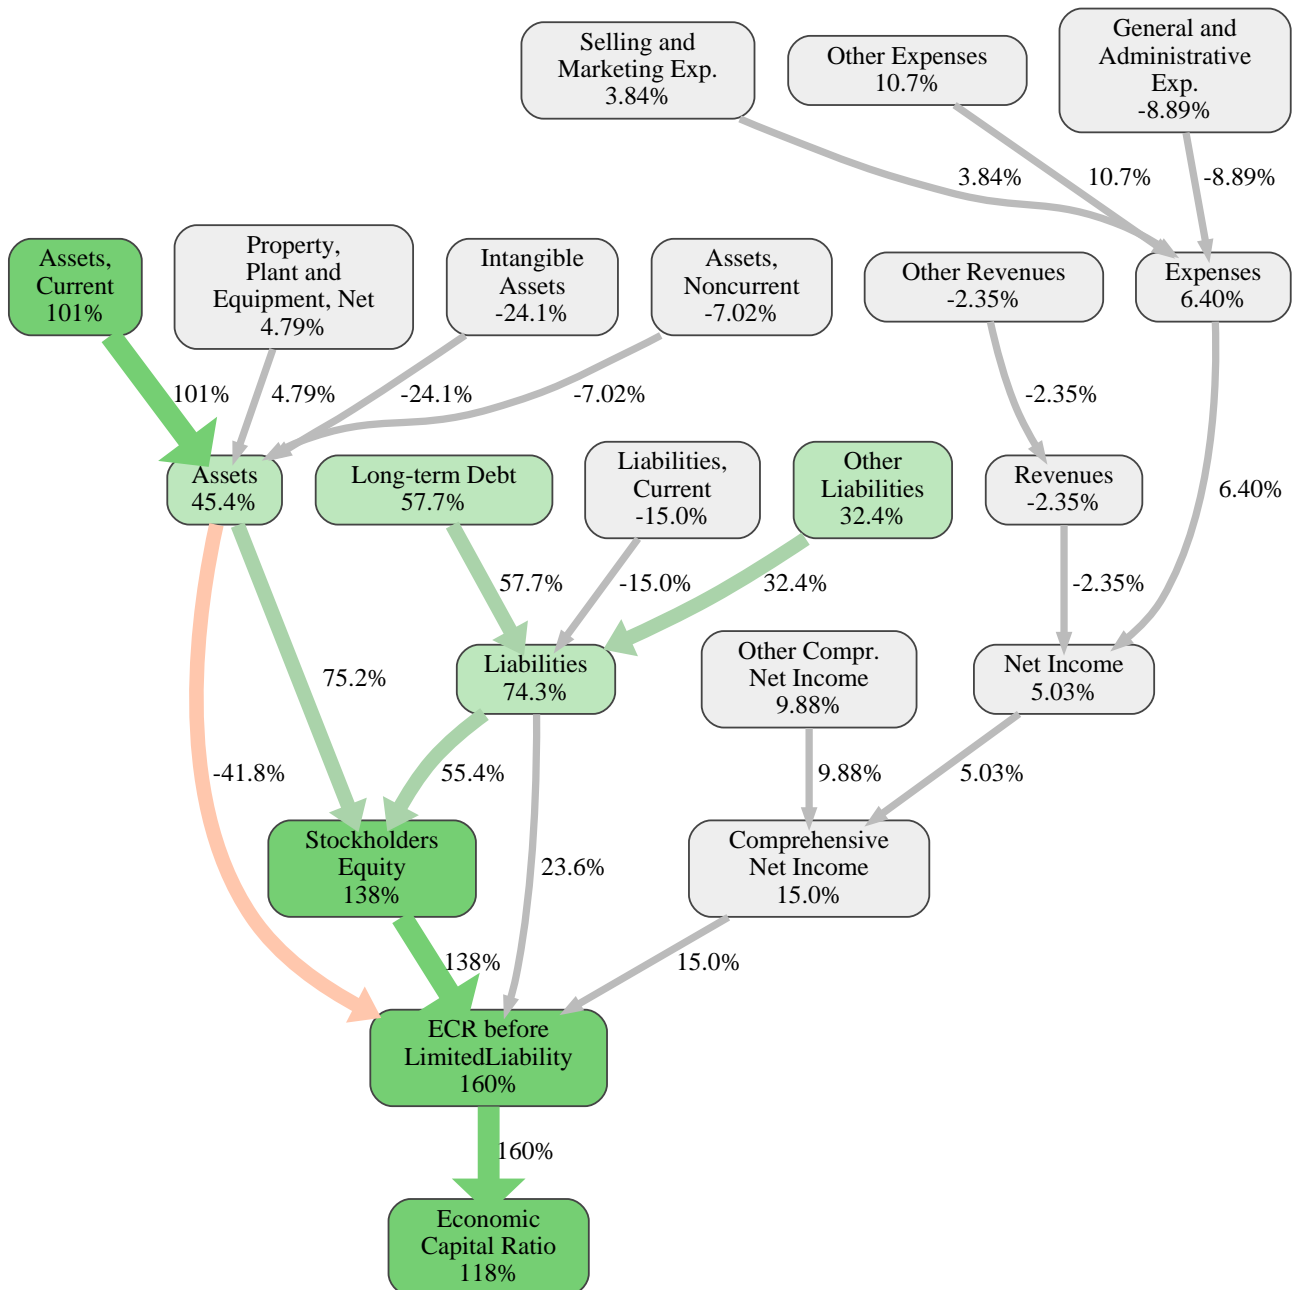 Selling and
Marketing Exp.
3.84%
Other Expenses
10.7%
General and
Administrative
Exp.
-8.89%
3.84%
10.7%
-8.89%
Assets,
Current
101%
Property,
Plant and
Equipment, Net
4.79%
Intangible
Assets
-24.1%
Assets,
Noncurrent
-7.02%
Other Revenues
-2.35%
Expenses
6.40%
101%
4.79%
-24.1%
-7.02%
-2.35%
6.40%
Assets
45.4%
Long-term Debt
57.7%
Liabilities,
Current
-15.0%
Other
Liabilities
32.4%
Revenues
-2.35%
57.7%
-15.0%
32.4%
-2.35%
75.2%
Liabilities
74.3%
Other Compr.
Net Income
9.88%
Net Income
5.03%
-41.8%
55.4%
9.88%
5.03%
Stockholders
Equity
138%
23.6%
Comprehensive
Net Income
15.0%
138%
15.0%
ECR before
LimitedLiability
160%
160%
Economic
Capital Ratio
118%